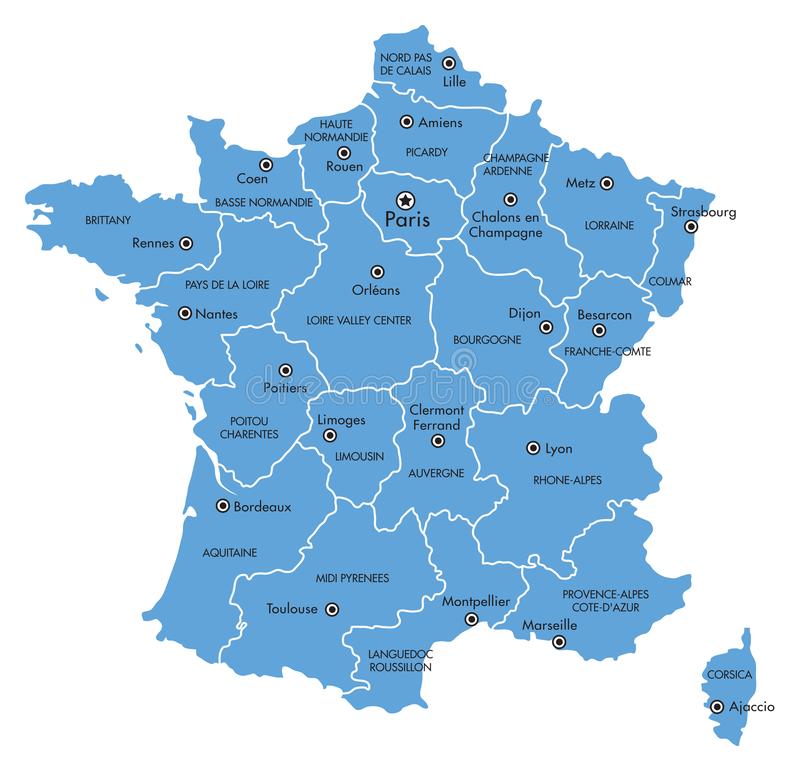 NORD PAS
DE CALAIS
Lille
HAUTE
NORMANDIE
Amiens
PICARDY
Rouen
Coen
BASSE NORMANDIE
CHAMPAGNE
ARDENNE
Metz
Chalons en
Champagne
LORRAINE
Strasbourg
COLMAR
Paris
BRITTANY
Rennes
PAYS DE LA LOIRE
Nantes
Orléans
LOIRE VALLEY CENTER
Dijon
BOURGOGNE
Besarcon
FRANCHE-COMTE
dreamstime
Poitiers
POITOU
CHARENTES
Limoges
LIMOUSIN
Clermont
Ferrand
AUVERGNE
Lyon
RHONE-ALPES
Bordeaux
AQUITAINE
MIDI PYRENEES
Toulouse
Montpellier
LANGUEDOC
ROUSSILLON
PROVENCE-ALPES
COTE-D'AZUR
Marseille
CORSICA
Ajaccio